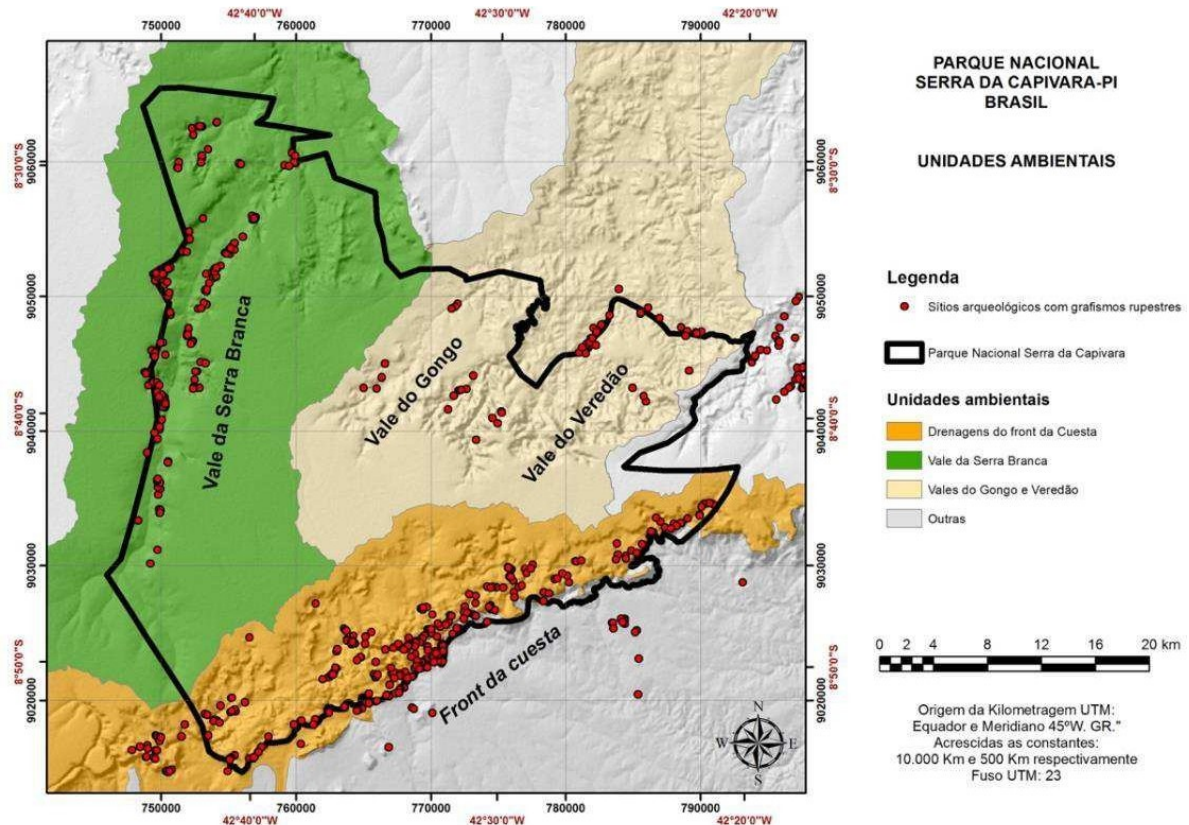 42°40'0"W 42°30'0"W 42°20'0"W
750000 760000 770000 780000 790000
8°30'0"S
9060000
9050000
8°40'0"S
9040000
9030000
8°50'0"S
9020000
Vale da Serra Branca
Vale do Gongo
Vale do Veredão
Front da cuesta
N
W E
S
9060000
8°30'0"S
9050000
9040000
8°40'0"S
9030000
8°50'0"S
9020000
750000 760000 770000 780000 790000
42°40'0"W 42°30'0"W 42°20'0"W
PARQUE NACIONAL
SERRA DA CAPIVARA-PI
BRASIL
UNIDADES AMBIENTAIS
Legenda
Sítios arqueológicos com grafismos rupestres
Parque Nacional Serra da Capivara
Unidades ambientais
Drenagens do front da Cuesta
Vale da Serra Branca
Vales do Gongo e Veredão
Outras
0 2 4 8 12 16 20 km
Origem da Kilometragem UTM:
Equador e Meridiano 45ºW. GR."
Acrescidas as constantes:
10.000 Km e 500 Km respectivamente
Fuso UTM: 23